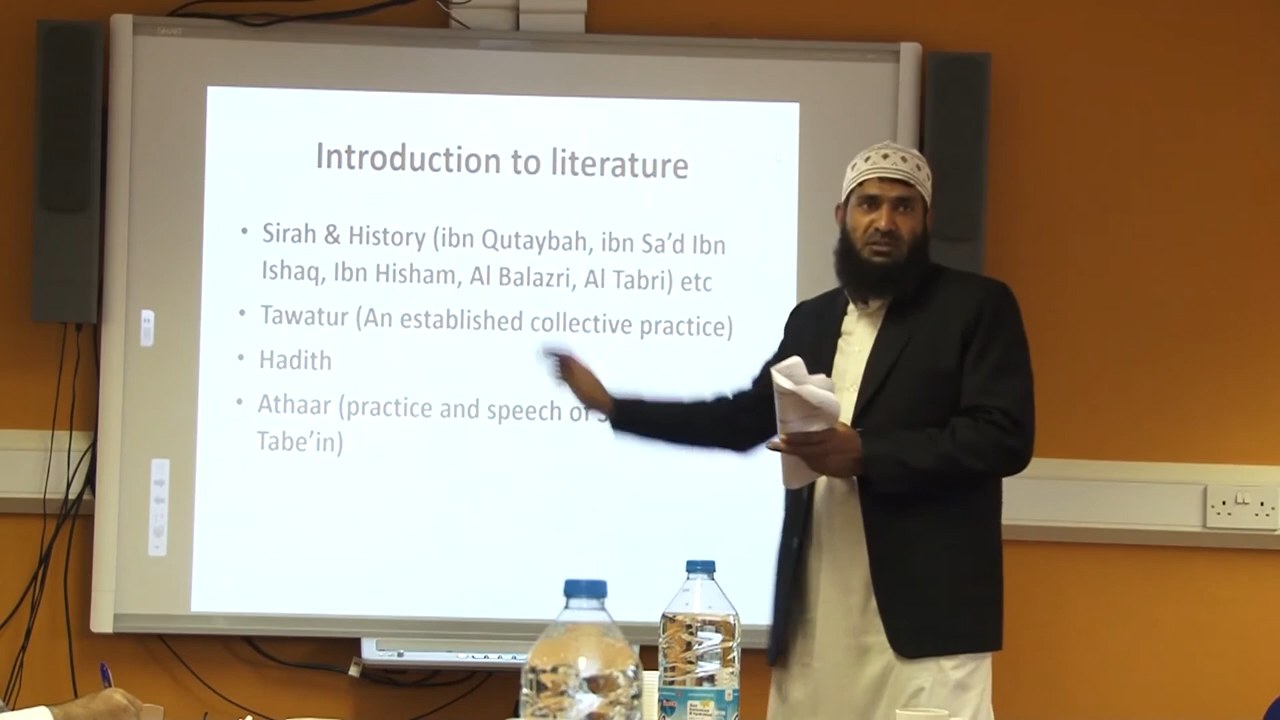 SMART
Introduction to literature
• Sirah & History (ibn Qutaybah, ibn Sa’d Ibn
Ishaq, Ibn Hisham, Al Balazri, Al Tabri) etc
• Tawatur (An established collective practice)
• Hadith
• Athaar (practice and speech of
Tabe’in)